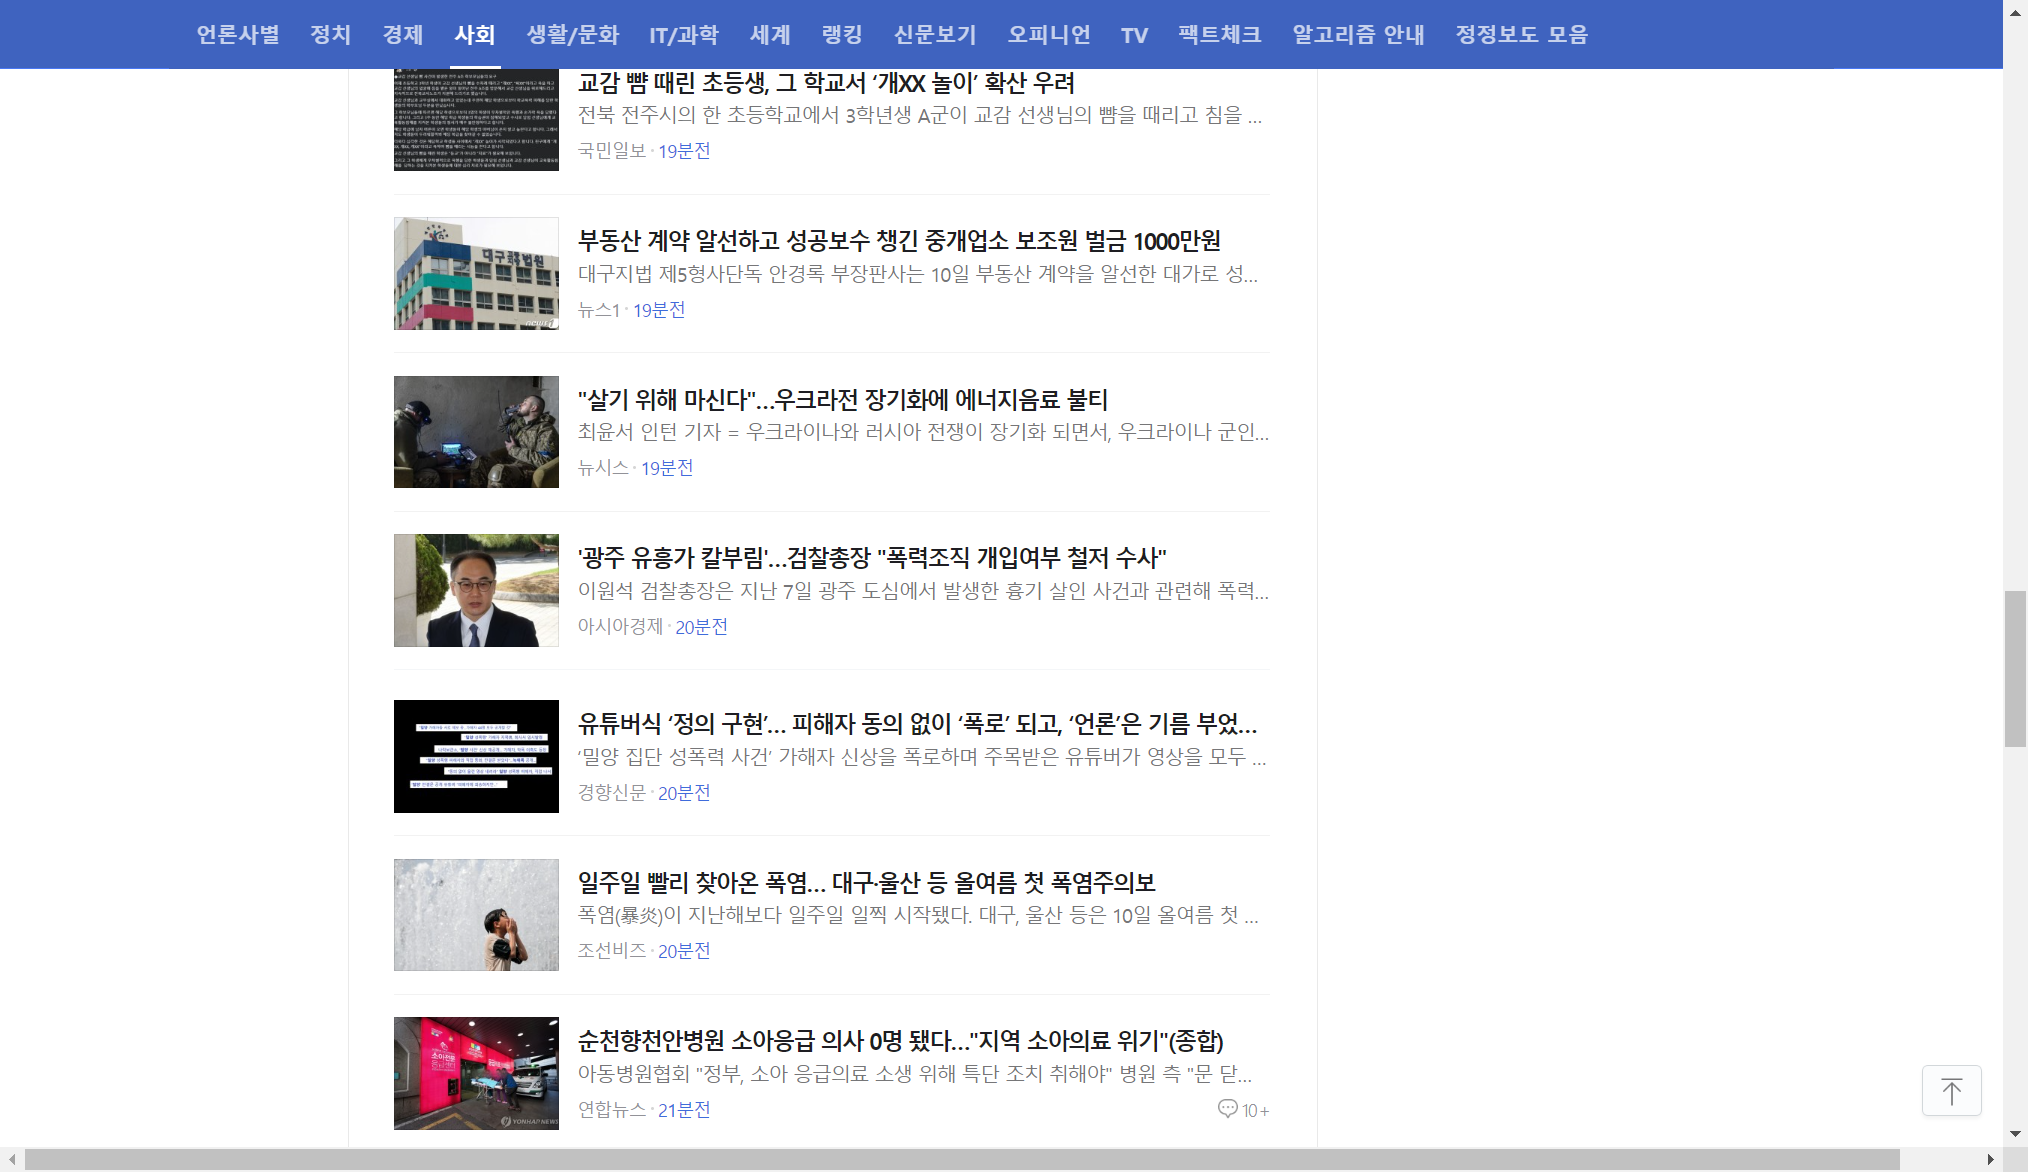 언론사별 정치 경제 사회 생활/문화 IT/과학 세계 랭킹 신문보기 오피니언 TV 팩트체크 알고리즘 안내 정정보도 모음
교감 뺨 때린 초등생, 그 학교서 ‘개XX 놀이’ 확산 우려
전북 전주시의 한 초등학교에서 3학년생 A군이 교감 선생님의 뺨을 때리고 침을 ...
국민일보 · 19분전
대구 법원
news1
부동산 계약 알선하고 성공보수 챙긴 중개업소 보조원 벌금 1000만원
대구지법 제5형사단독 안경록 부장판사는 10일 부동산 계약을 알선한 대가로 성...
뉴스1 · 19분전
"살기 위해 마신다"...우크라전 장기화에 에너지음료 불티
최윤서 인턴 기자 = 우크라이나와 러시아 전쟁이 장기화 되면서, 우크라이나 군인...
뉴시스 · 19분전
'광주 유흥가 칼부림'...검찰총장 "폭력조직 개입여부 철저 수사"
이원석 검찰총장은 지난 7일 광주 도심에서 발생한 흉기 살인 사건과 관련해 폭력...
아시아경제 · 20분전
유튜버식 ‘정의 구현’... 피해자 동의 없이 ‘폭로’ 되고, ‘언론’은 기름 부었...
‘밀양 집단 성폭력 사건’ 가해자 신상을 폭로하며 주목받은 유튜버가 영상을 모두 ...
경향신문 · 20분전
일주일 빨리 찾아온 폭염... 대구·울산 등 올여름 첫 폭염주의보
폭염(暴炎)이 지난해보다 일주일 일찍 시작됐다. 대구, 울산 등은 10일 올여름 첫 ...
조선비즈 · 20분전
소아전문
응급센터
YONHAP NEWS
순천향천안병원 소아응급 의사 0명 됐다..."지역 소아의료 위기"(종합)
아동병원협회 "정부, 소아 응급의료 소생 위해 특단 조치 취해야" 병원 측 "문 닫...
연합뉴스 · 21분전
10+